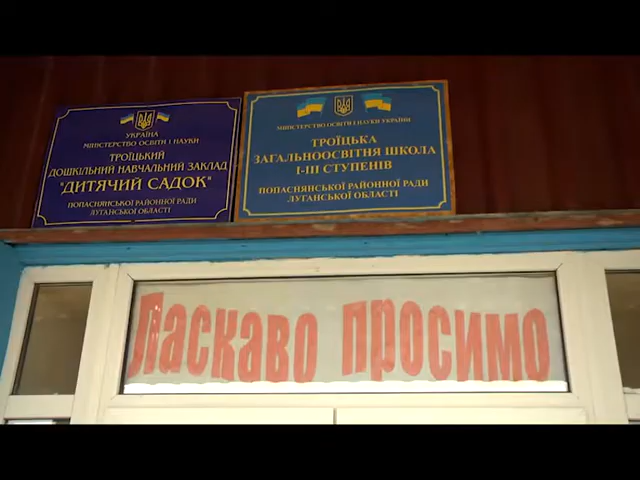 УКРАЇНА
МІНІСТЕРСТВО ОСВІТИ І НАУКИ
ТРОЇЦЬКИЙ
ДОШКІЛЬНИЙ НАВЧАЛЬНИЙ ЗАКЛАД
"ДИТЯЧИЙ САДОК"
ПОПАСНЯНСЬКОЇ РАЙОННОЇ РАДИ
ЛУГАНСЬКОЇ ОБЛАСТІ
МІНІСТЕРСТВО ОСВІТИ І НАУКИ УКРАЇНИ
ТРОЇЦЬКА
ЗАГАЛЬНООСВІТНЯ ШКОЛА
І-ІІІ СТУПЕНІВ
ПОПАСНЯНСЬКОЇ РАЙОННОЇ РАДИ
ЛУГАНСЬКОЇ ОБЛАСТІ
Ласкаво просимо